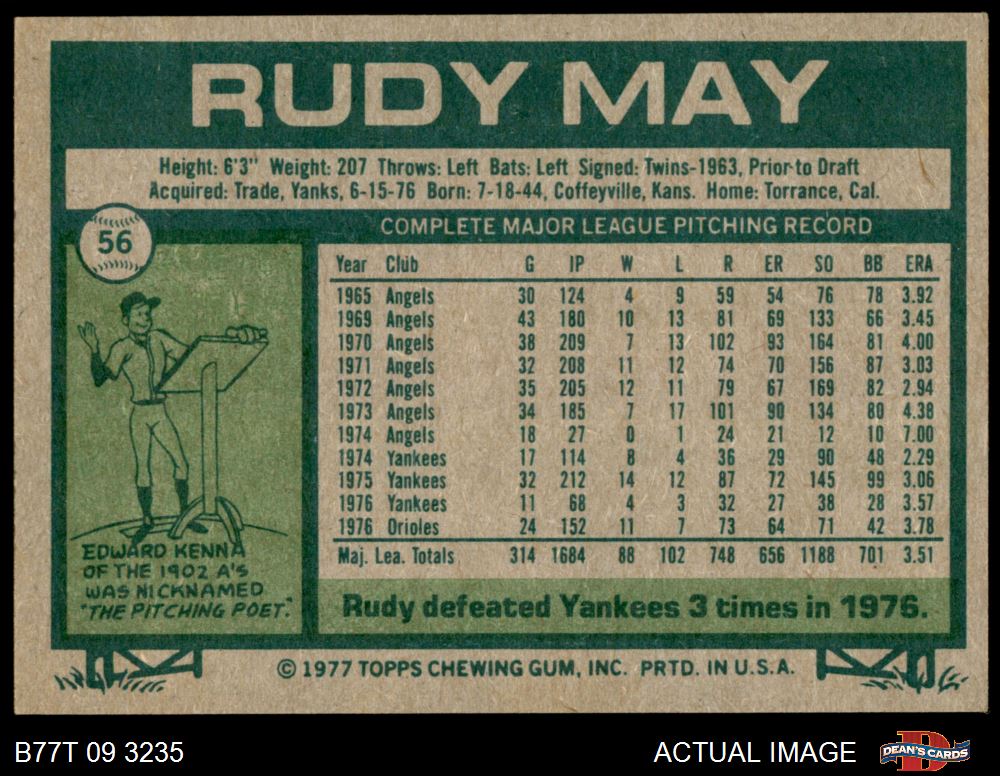 RUDY MAY
Height: 6'3" Weight: 207 Throws: Left Bats: Left Signed: Twins-1963, Prior to Draft
Acquired: Trade, Yanks, 6-15-76 Born: 7-18-44, Coffeyville, Kans. Home: Torrance, Cal.
56
COMPLETE MAJOR LEAGUE PITCHING RECORD
Year Club G IP W L R ER SO BB ERA
1965 Angels 30 124 4 9 59 54 76 78 3.92
1969 Angels 43 180 10 13 81 69 133 66 3.45
1970 Angels 38 209 7 13 102 93 164 81 4.00
1971 Angels 32 208 11 12 74 70 156 87 3.03
1972 Angels 35 205 12 11 79 67 169 82 2.94
1973 Angels 34 185 7 17 101 90 134 80 4.38
1974 Angels 18 27 0 1 24 21 12 10 7.00
1974 Yankees 17 114 8 4 36 29 90 48 2.29
1975 Yankees 32 212 14 12 87 72 145 99 3.06
1976 Yankees 11 68 4 3 32 27 38 28 3.57
1976 Orioles 24 152 11 7 73 64 71 42 3.78
Maj. Lea. Totals 314 1684 88 102 748 656 1188 701 3.51
EDWARD KENNA
OF THE 1902 A'S
WAS NICKNAMED
"THE PITCHING POET."
Rudy defeated Yankees 3 times in 1976.
© 1977 TOPPS CHEWING GUM, INC. PRTD. IN U.S.A.
B77T 09 3235
ACTUAL IMAGE
D
DEAN'S CARDS